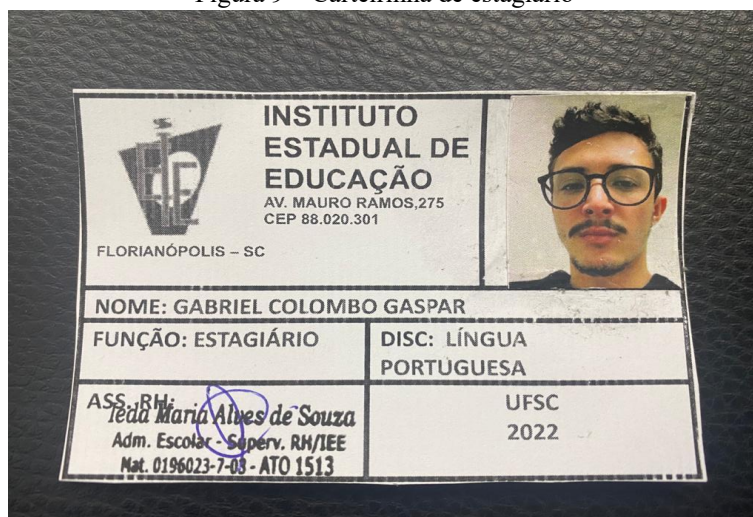 Figura 9 – Carteirinha de estagiário
INSTITUTO
ESTADUAL DE
EDUCAÇÃO
AV. MAURO RAMOS,275
CEP 88.020.301
FLORIANÓPOLIS – SC
NOME: GABRIEL COLOMBO GASPAR
FUNÇÃO: ESTAGIÁRIO
DISC: LÍNGUA
PORTUGUESA
ASS. RH:
Ieda Maria Alves de Souza
Adm. Escolar - Superv. RH/IEE
Mat. 0196023-7-03 - ATO 1513
UFSC
2022